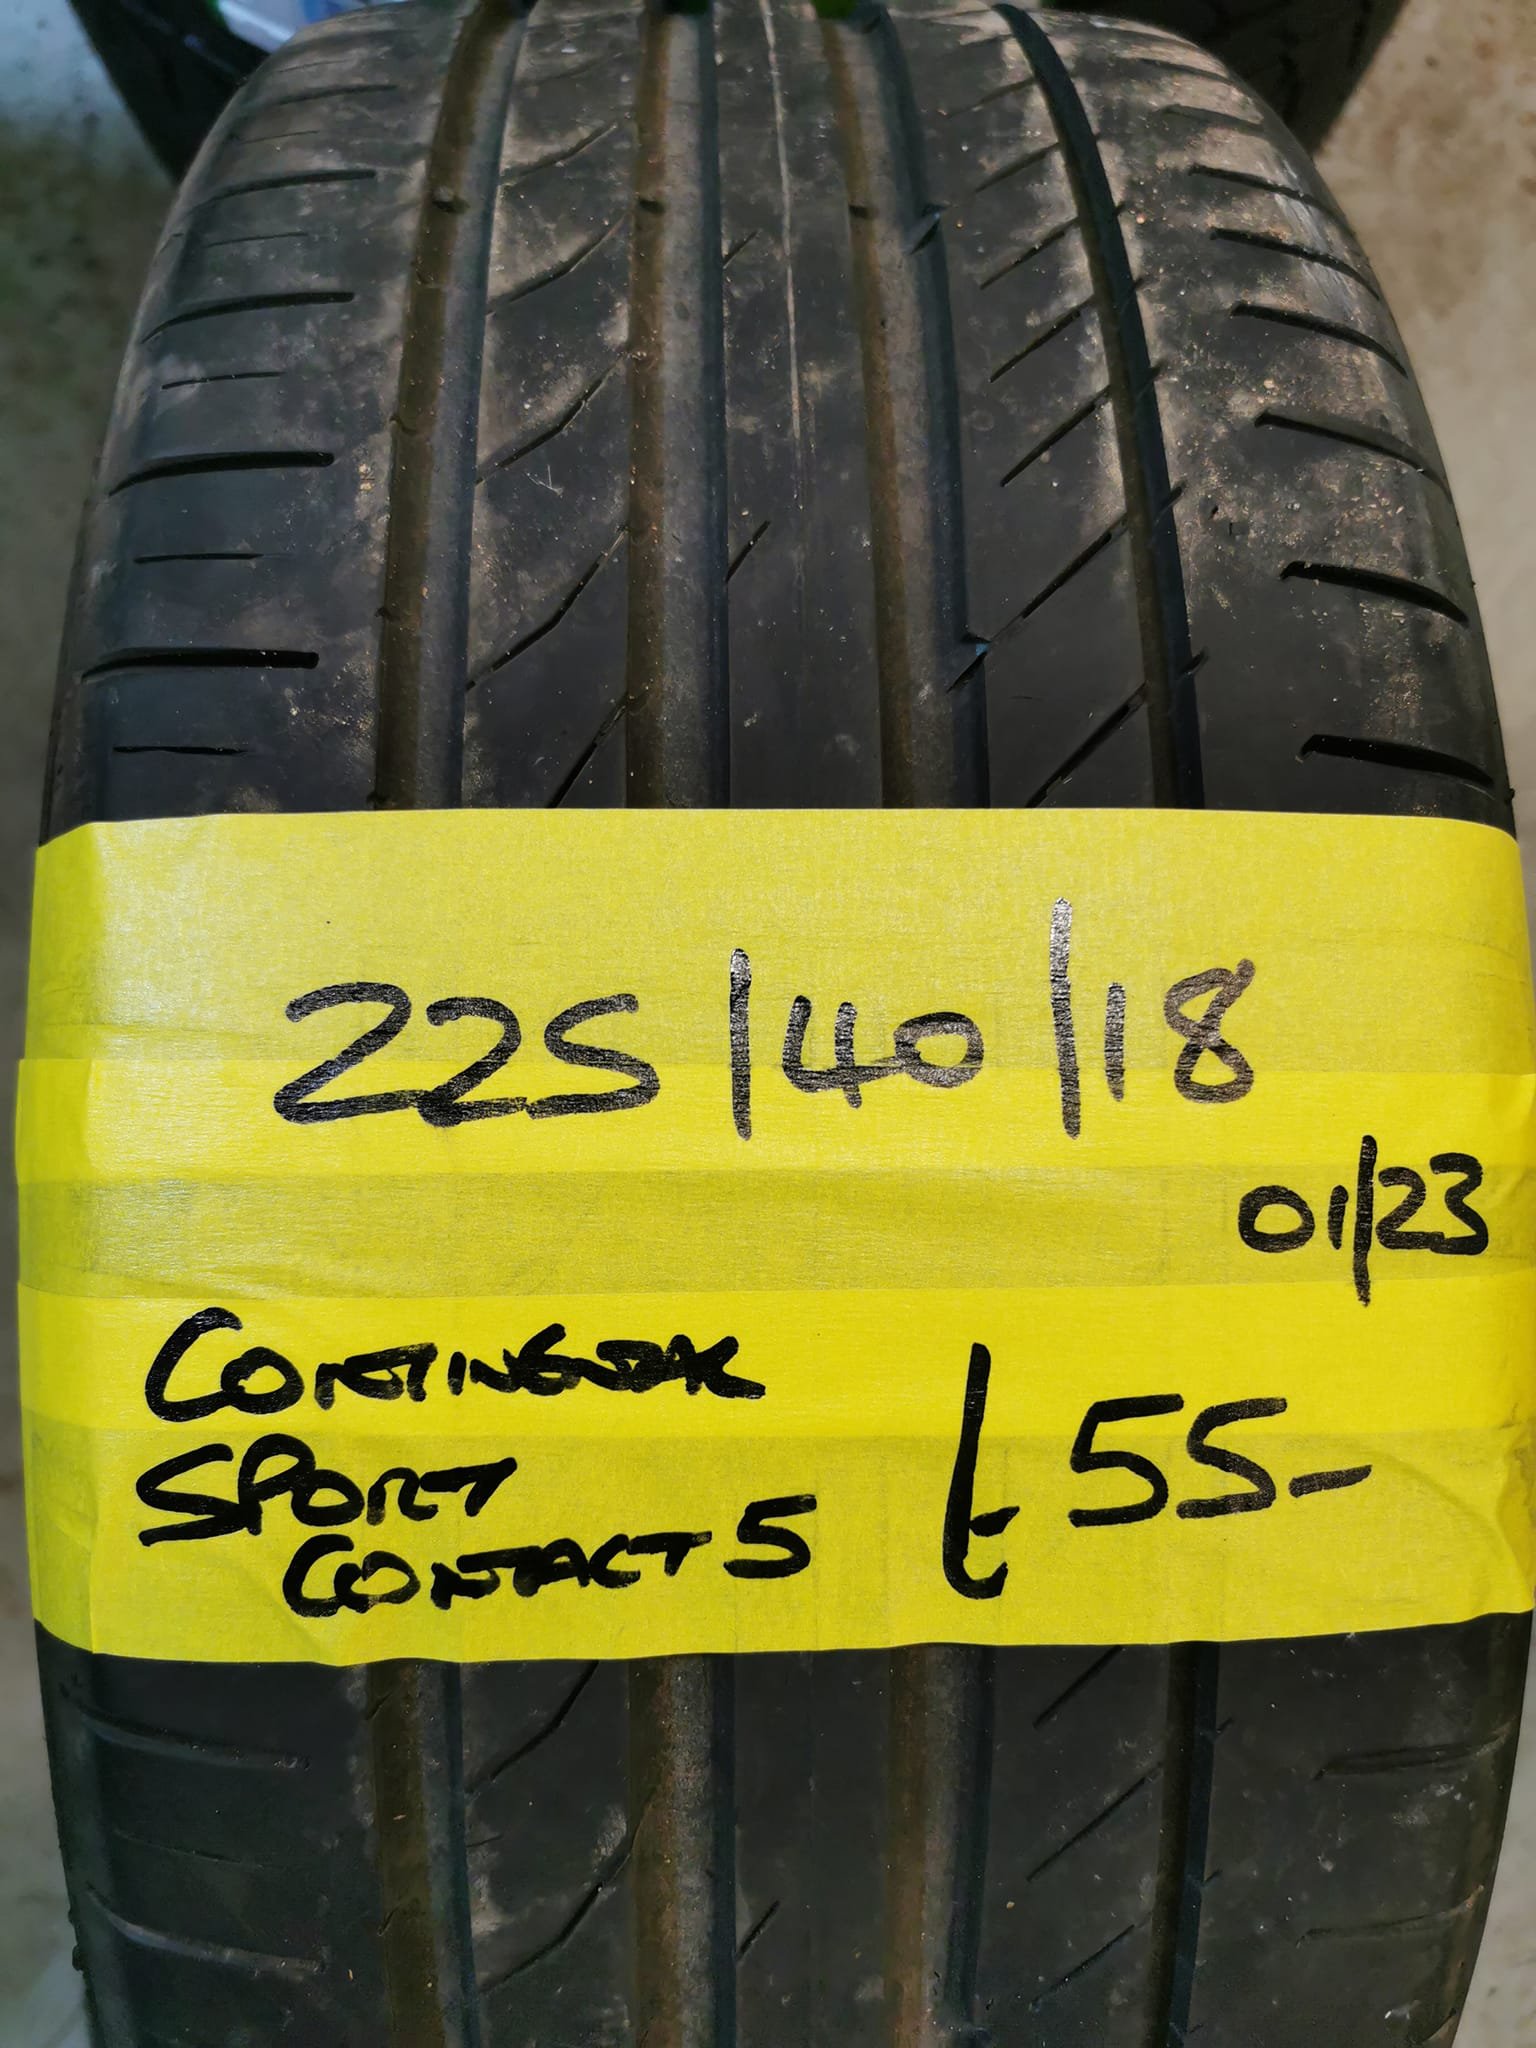 225/40/18
01/23
CONTINENTAL
SPORT
CONTACT 5
£55-